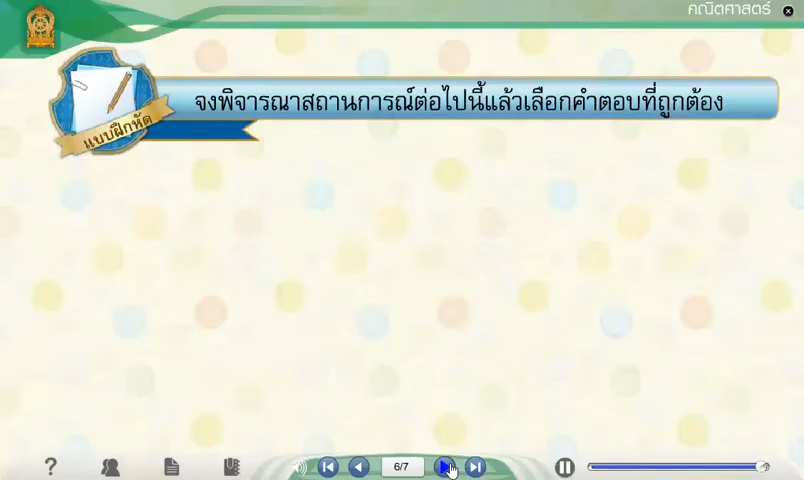 คณิตศาสตร์
จงพิจารณาสถานการณ์ต่อไปนี้แล้วเลือกคำตอบที่ถูกต้อง
แบบฝึกหัด
6/7